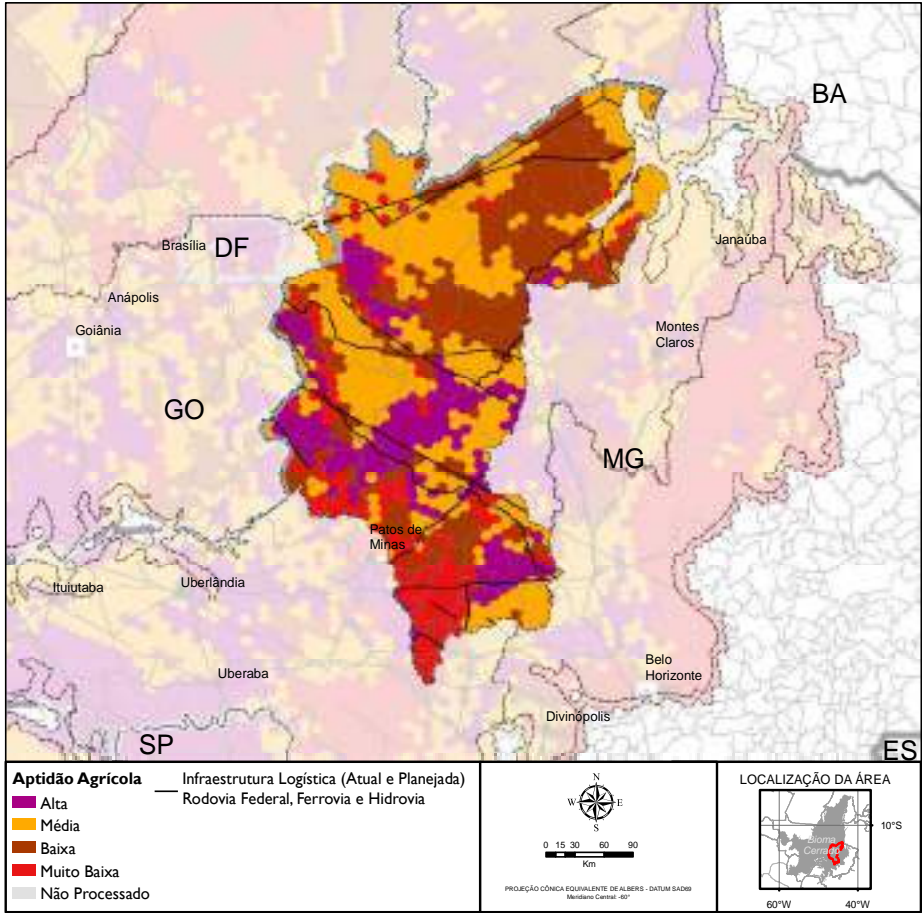 BA
Brasília
DF
Janaúba
Anápolis
Goiânia
Montes
Claros
GO
MG
Patos de
Minas
Ituiutaba
Uberlândia
Uberaba
Belo
Horizonte
Divinópolis
SP
ES
Aptidão Agrícola
Alta
Média
Baixa
Muito Baixa
Não Processado
Infraestrutura Logística (Atual e Planejada)
Rodovia Federal, Ferrovia e Hidrovia
N
W E
S
0 15 30 60 90
Km
PROJEÇÃO CÔNICA EQUIVALENTE DE ALBERS - DATUM SAD69
Meridiano Central: -60°
LOCALIZAÇÃO DA ÁREA
10°S
Bioma
Cerrado
60°W 40°W